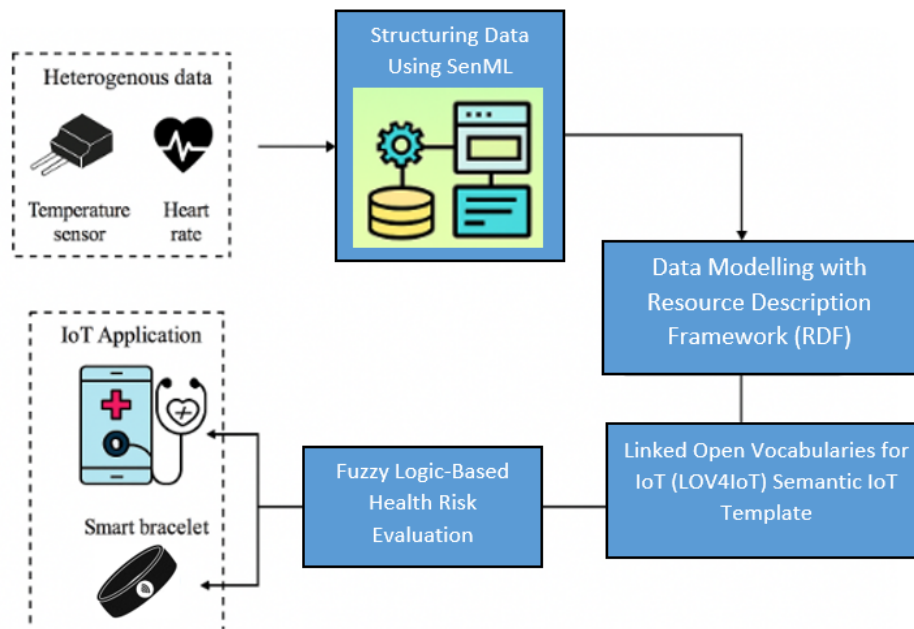 Heterogenous data
Temperature
sensor
Heart
rate
Structuring Data
Using SenML
Data Modelling with
Resource Description
Framework (RDF)
Linked Open Vocabularies for
IoT (LOV4IoT) Semantic IoT
Template
Fuzzy Logic-Based
Health Risk
Evaluation
IoT Application
Smart bracelet